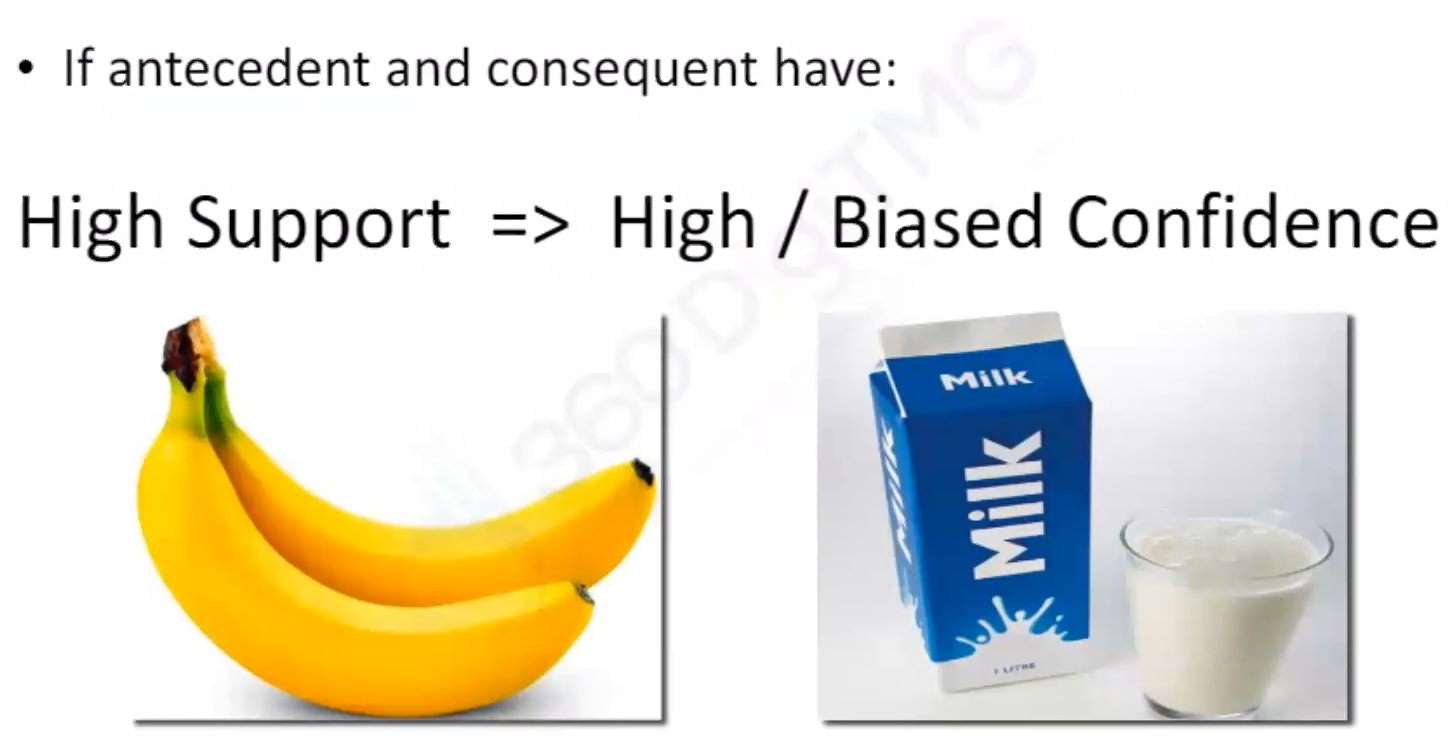 • If antecedent and consequent have:
High Support => High / Biased Confidence
Milk
Milk
Milk
1 LITRE